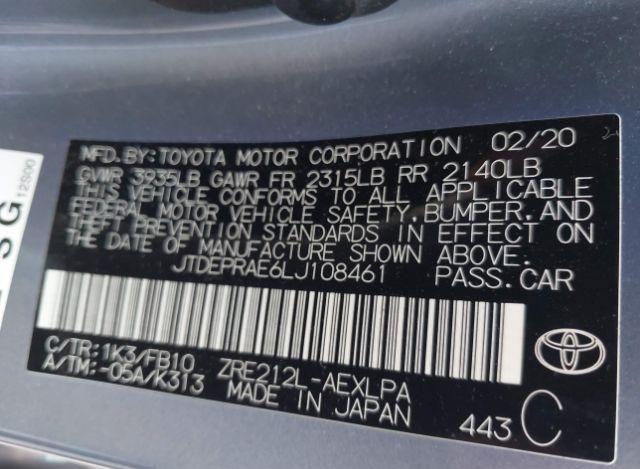 MFD.BY:TOYOTA MOTOR CORPORATION 02/20
GVWR 3935LB GAWR FR 2315LB RR 2140LB
THIS VEHICLE CONFORMS TO ALL APPLICABLE
FEDERAL MOTOR VEHICLE SAFETY,BUMPER,AND
THEFT PREVENTION STANDARDS IN EFFECT ON
THE DATE OF MANUFACTURE SHOWN ABOVE.
JTDEPRAE6LJ108461 PASS.CAR
C/TR:1K3/FB10 ZRE212L-AEXLPA
A/TM:-05A/K313 MADE IN JAPAN
443 C
SG
12800